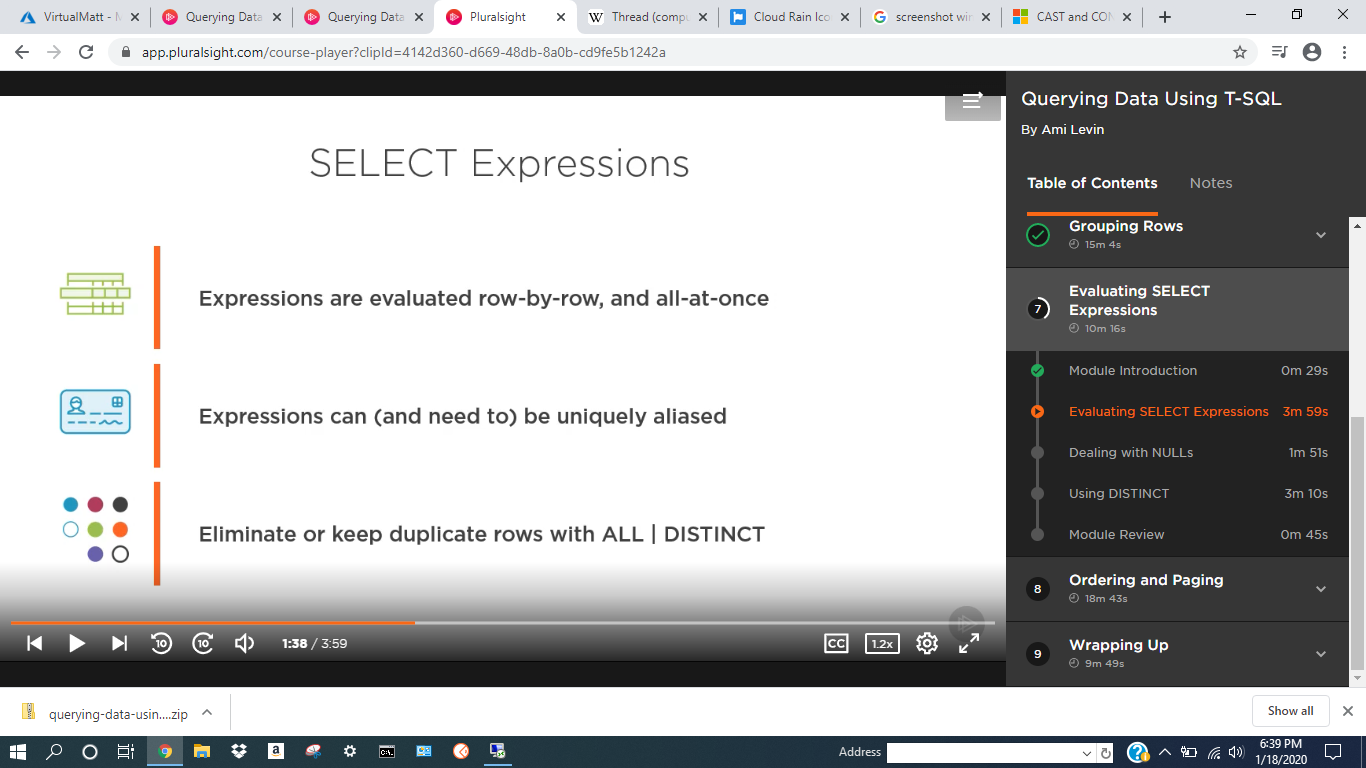 VirtualMatt - M
Querying Data
Querying Data
Pluralsight
Thread (compu
Cloud Rain Ico
screenshot win
CAST and CON
app.pluralsight.com/course-player?clipId=4142d360-d669-48db-8a0b-cd9fe5b1242a
SELECT Expressions
Expressions are evaluated row-by-row, and all-at-once
Expressions can (and need to) be uniquely aliased
Eliminate or keep duplicate rows with ALL | DISTINCT
10
10
1:38 / 3:59
CC
1.2x
Querying Data Using T-SQL
By Ami Levin
Table of Contents
Notes
Grouping Rows
15m 4s
7
Evaluating SELECT
Expressions
10m 16s
Module Introduction 0m 29s
Evaluating SELECT Expressions 3m 59s
Dealing with NULLs 1m 51s
Using DISTINCT 3m 10s
Module Review 0m 45s
8
Ordering and Paging
18m 43s
9
Wrapping Up
9m 49s
querying-data-usin....zip
Show all
Address
6:39 PM
1/18/2020